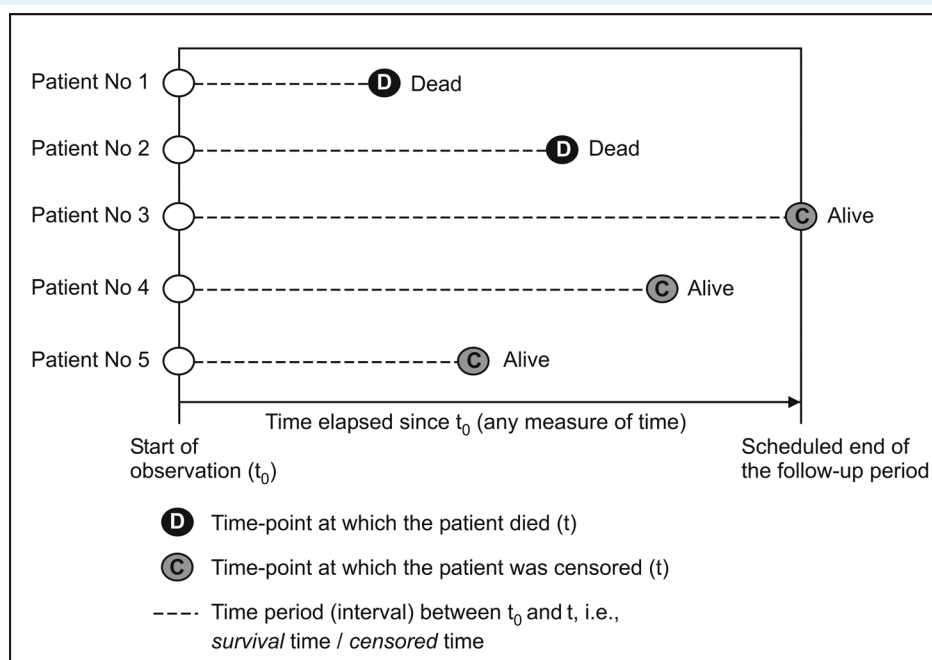 Patient No 1
D Dead
Patient No 2
D Dead
Patient No 3
C Alive
Patient No 4
C Alive
Patient No 5
C Alive
Time elapsed since t₀ (any measure of time)
Start of
observation (t₀)
Scheduled end of
the follow-up period
D Time-point at which the patient died (t)
C Time-point at which the patient was censored (t)
Time period (interval) between t₀ and t, i.e.,
survival time / censored time